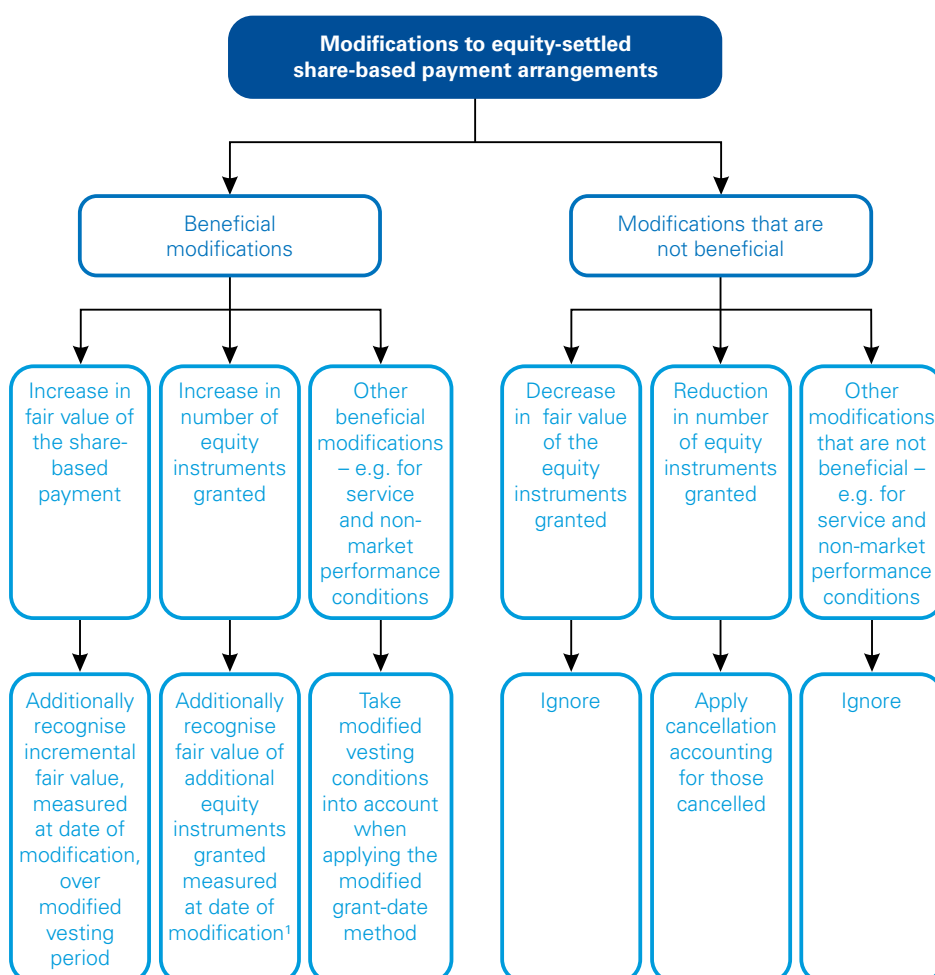 Modifications to equity-settled
share-based payment arrangements
Beneficial
modifications
Modifications that are
not beneficial
Increase in
fair value of
the share-
based
payment
Increase in
number of
equity
instruments
granted
Other
beneficial
modifications
– e.g. for
service
and non-
market
performance
conditions
Decrease
in fair value
of the
equity
instruments
granted
Reduction
in number
of equity
instruments
granted
Other
modifications
that are not
beneficial –
e.g. for
service and
non-market
performance
conditions
Additionally
recognise
incremental
fair value,
measured
at date of
modification,
over
modified
vesting
period
Additionally
recognise
fair value of
additional
equity
instruments
granted
measured
at date of
modification¹
Take
modified
vesting
conditions
into account
when
applying the
modified
grant-date
method
Ignore
Apply
cancellation
accounting
for those
cancelled
Ignore